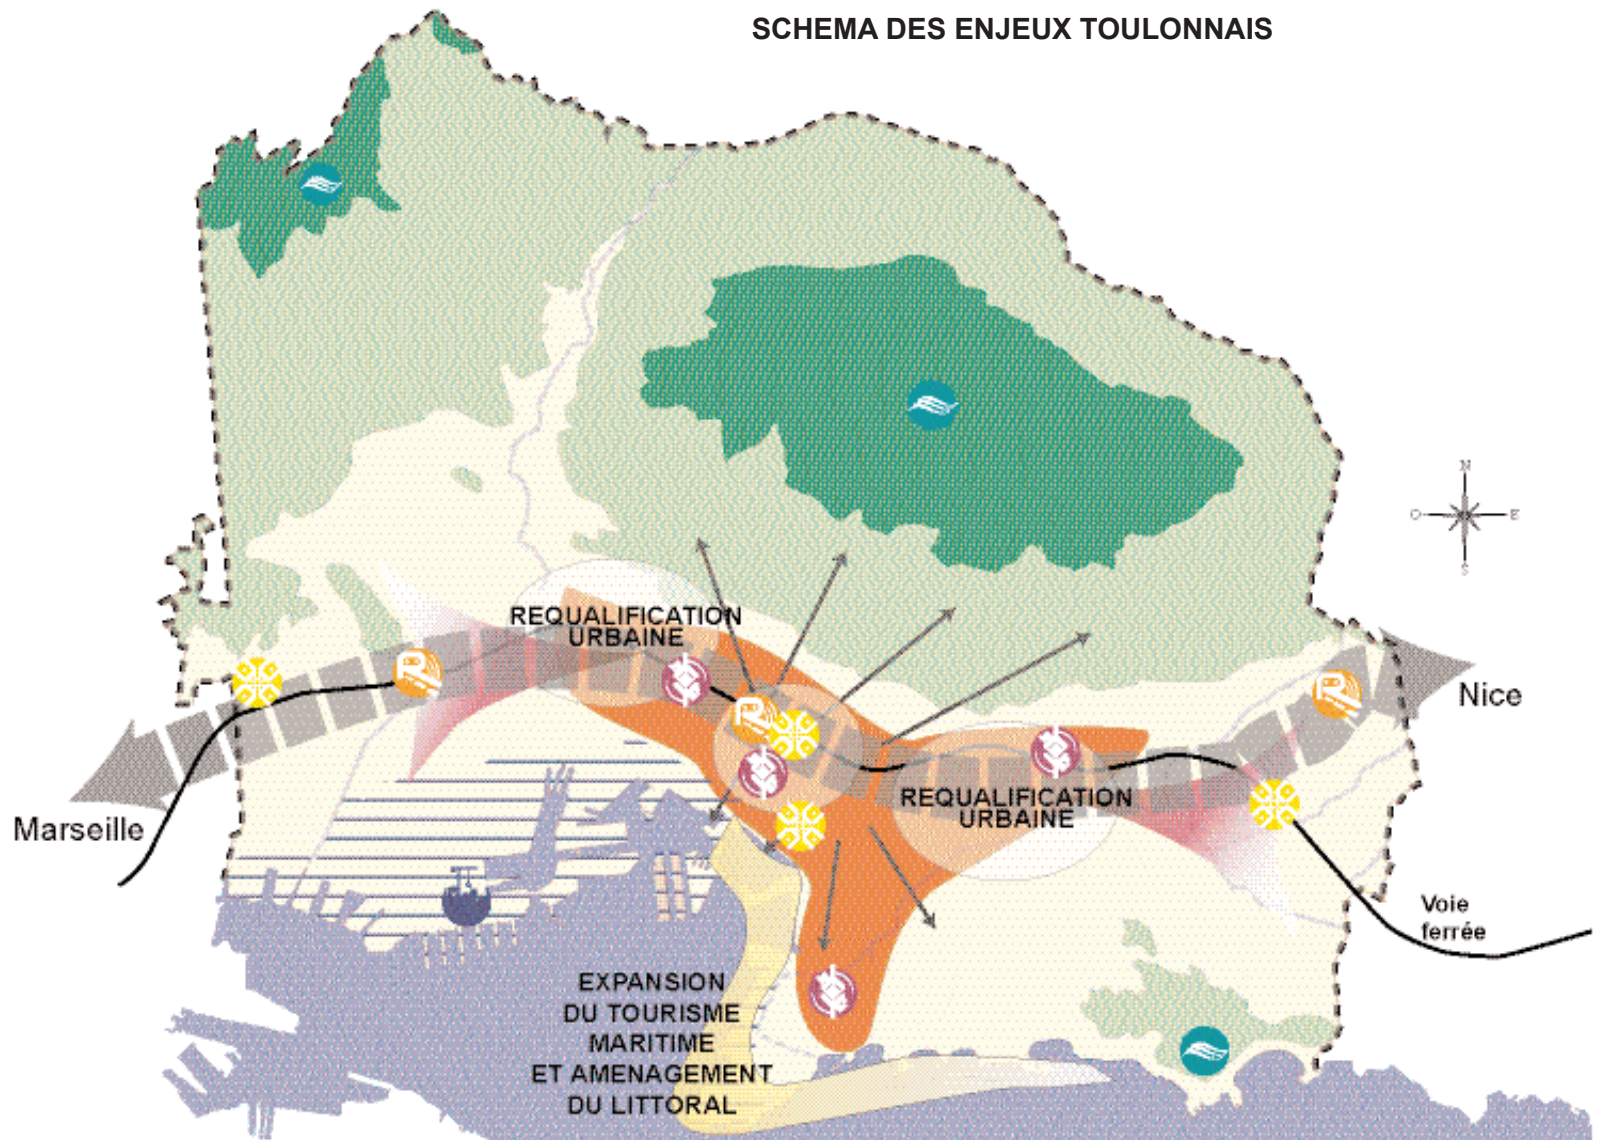 SCHEMA DES ENJEUX TOULONNAIS
N
O
E
S
REQUALIFICATION
URBAINE
Nice
Marseille
REQUALIFICATION
URBAINE
Voie
ferrée
EXPANSION
DU TOURISME
MARITIME
ET AMENAGEMENT
DU LITTORAL
R
R
R